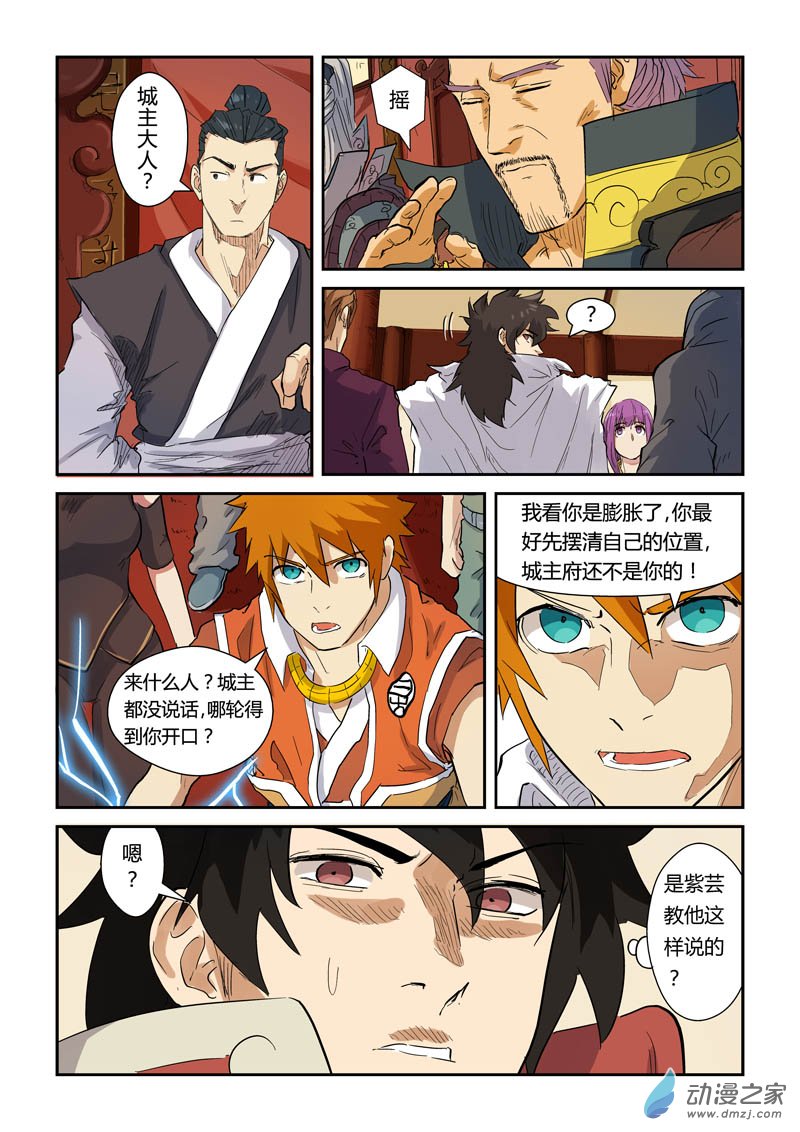 城主大人？
摇
？
来什么人？城主
都没说话，哪轮得
到你开口？
我看你是膨胀了，你最
好先摆清自己的位置，
城主府还不是你的！
嗯？
是紫芸
教他这
样说的
？
动漫之家
www.dmzj.com